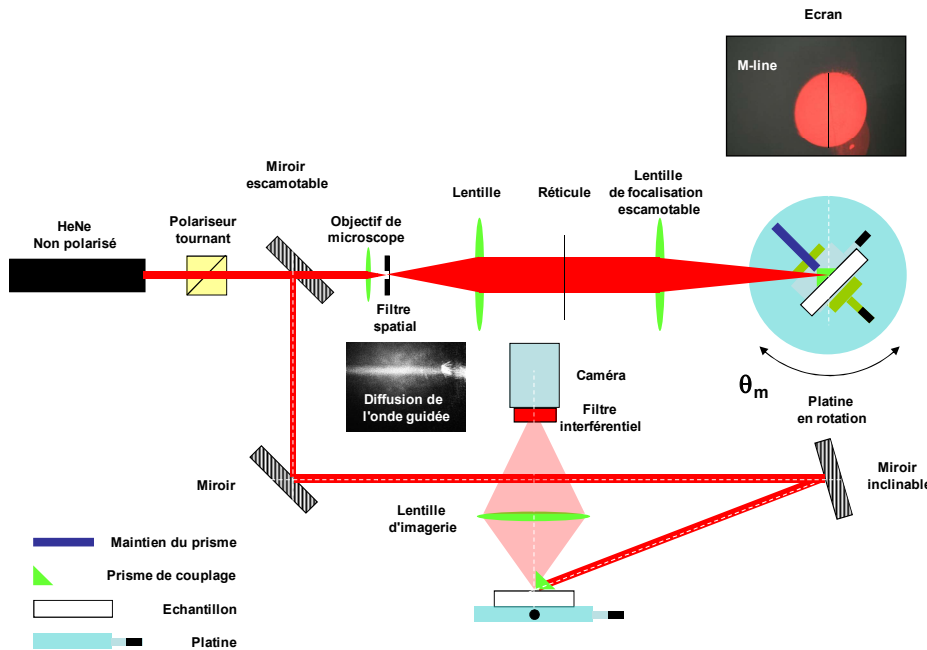 Ecran
M-line
Miroir
escamotable
Lentille
de focalisation
escamotable
Lentille
Réticule
HeNe
Non polarisé
Polariseur
tournant
Objectif de
microscope
Filtre
spatial
Diffusion de
l'onde guidée
Caméra
Filtre
interférentiel
θm
Platine
en rotation
Miroir
Miroir
inclinable
Lentille
d'imagerie
Maintien du prisme
Prisme de couplage
Echantillon
Platine